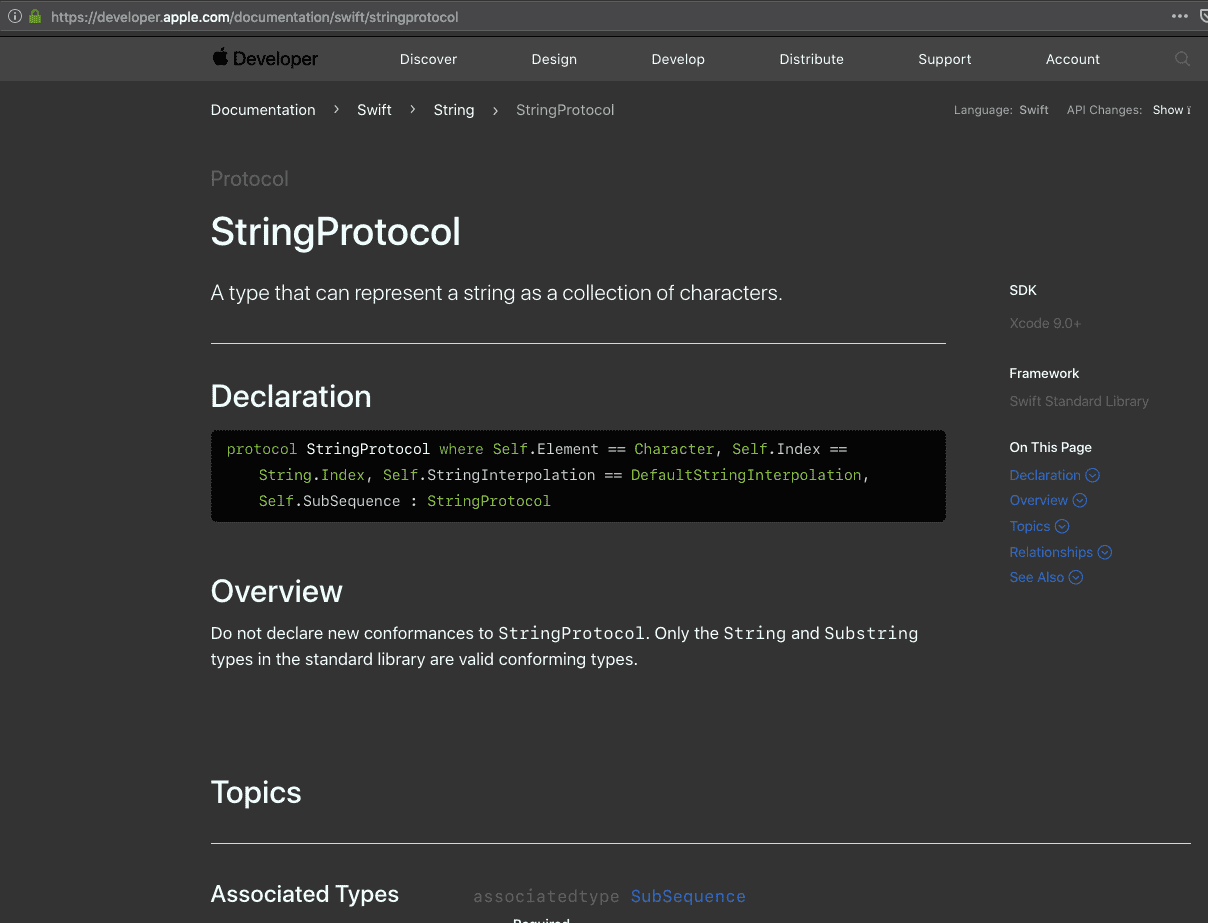 https://developer.apple.com/documentation/swift/stringprotocol
Developer Discover Design Develop Distribute Support Account
Documentation > Swift > String > StringProtocol
Language: Swift API Changes: Show
Protocol
StringProtocol
A type that can represent a string as a collection of characters.
Declaration
protocol StringProtocol where Self.Element == Character, Self.Index ==
String.Index, Self.StringInterpolation == DefaultStringInterpolation,
Self.SubSequence : StringProtocol
Overview
Do not declare new conformances to StringProtocol. Only the String and Substring
types in the standard library are valid conforming types.
Topics
Associated Types
associatedtype SubSequence
Required
SDK
Xcode 9.0+
Framework
Swift Standard Library
On This Page
Declaration
Overview
Topics
Relationships
See Also